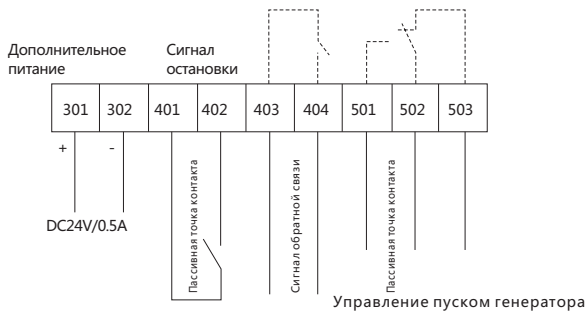 Дополнительное
питание
Сигнал
остановки
301 302 401 402 403 404 501 502 503
+ -
DC24V/0.5A
Пассивная точка контакта
Сигнал обратной связи
Пассивная точка контакта
Управление пуском генератора